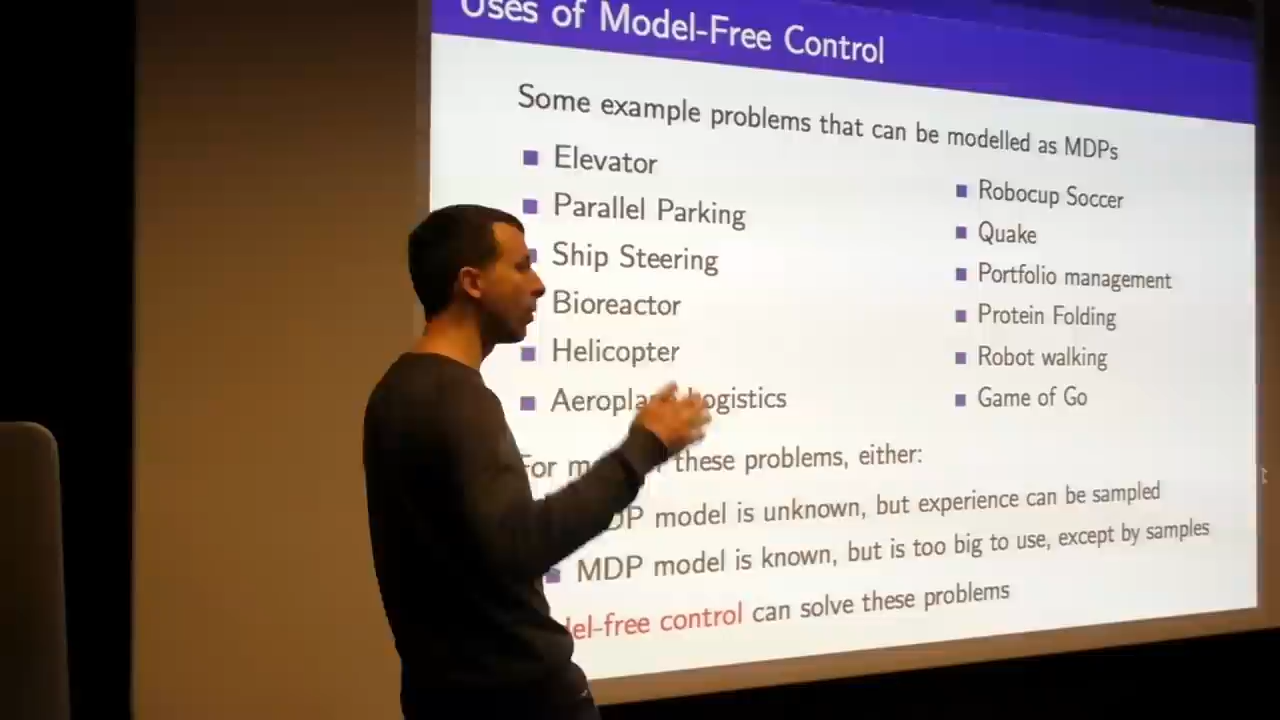 Uses of Model-Free Control
Some example problems that can be modelled as MDPs
Elevator
Parallel Parking
Ship Steering
Bioreactor
Helicopter
Logistics
Robocup Soccer
Quake
Portfolio management
Protein Folding
Robot walking
Game of Go
For these problems, either:
model is unknown, but experience can be sampled
MDP model is known, but is too big to use, except by samples
control can solve these problems